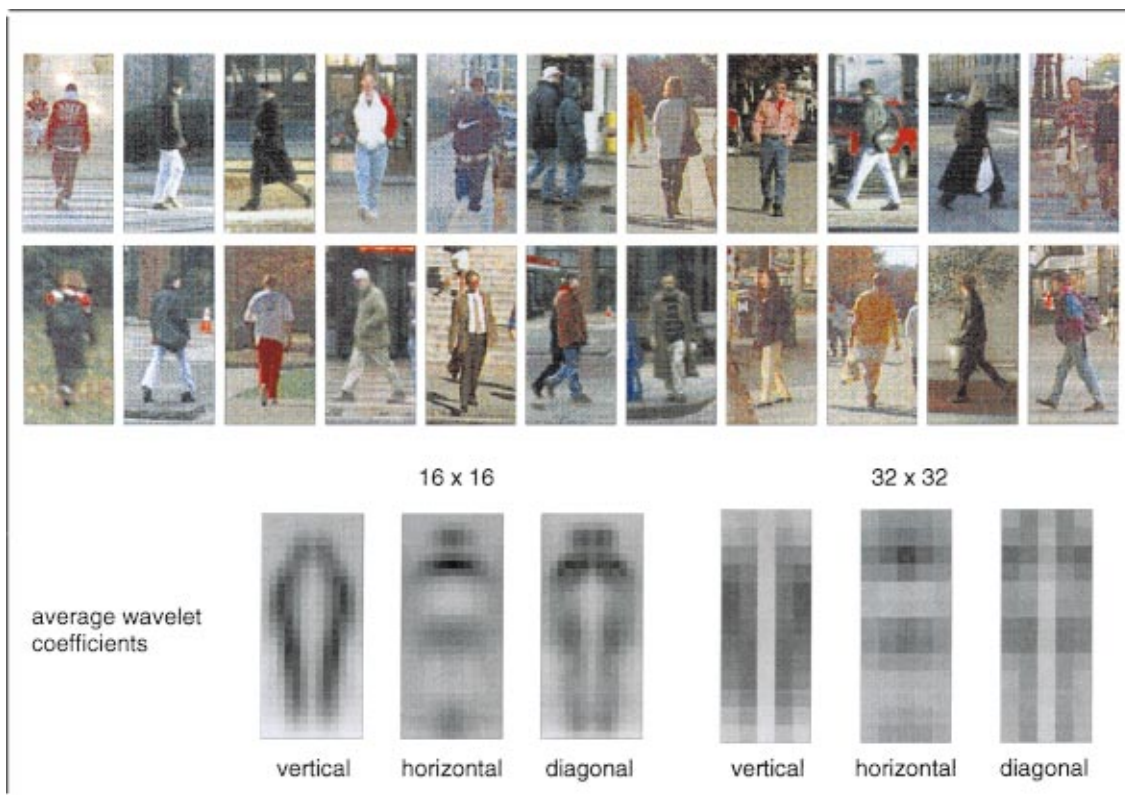 16 x 16
32 x 32
average wavelet
coefficients
vertical
horizontal
diagonal
vertical
horizontal
diagonal